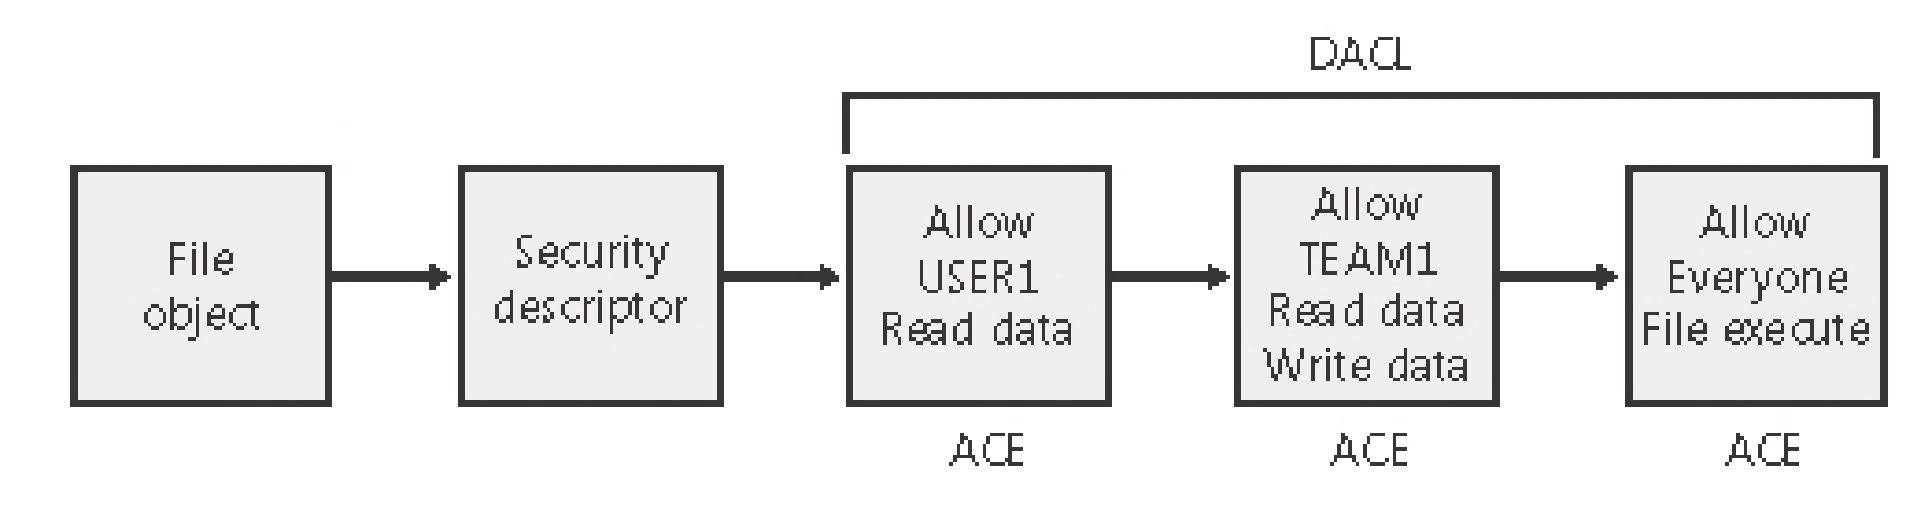 DACL
File
object
Security
descriptor
Allow
USER1
Read data
Allow
TEAM1
Read data
Write data
Allow
Everyone
File execute
ACE
ACE
ACE